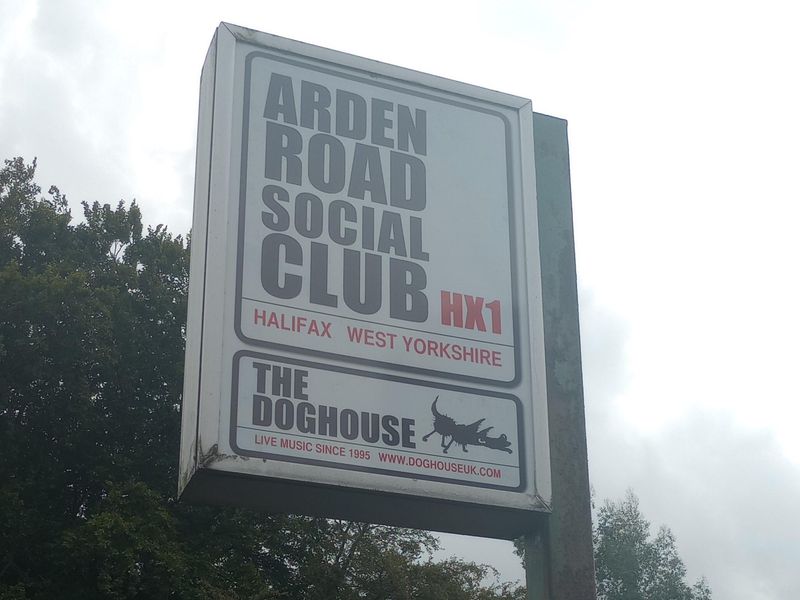 ARDEN
ROAD
SOCIAL
CLUB HX1
HALIFAX WEST YORKSHIRE
THE
DOGHOUSE
LIVE MUSIC SINCE 1995 WWW.DOGHOUSEUK.COM